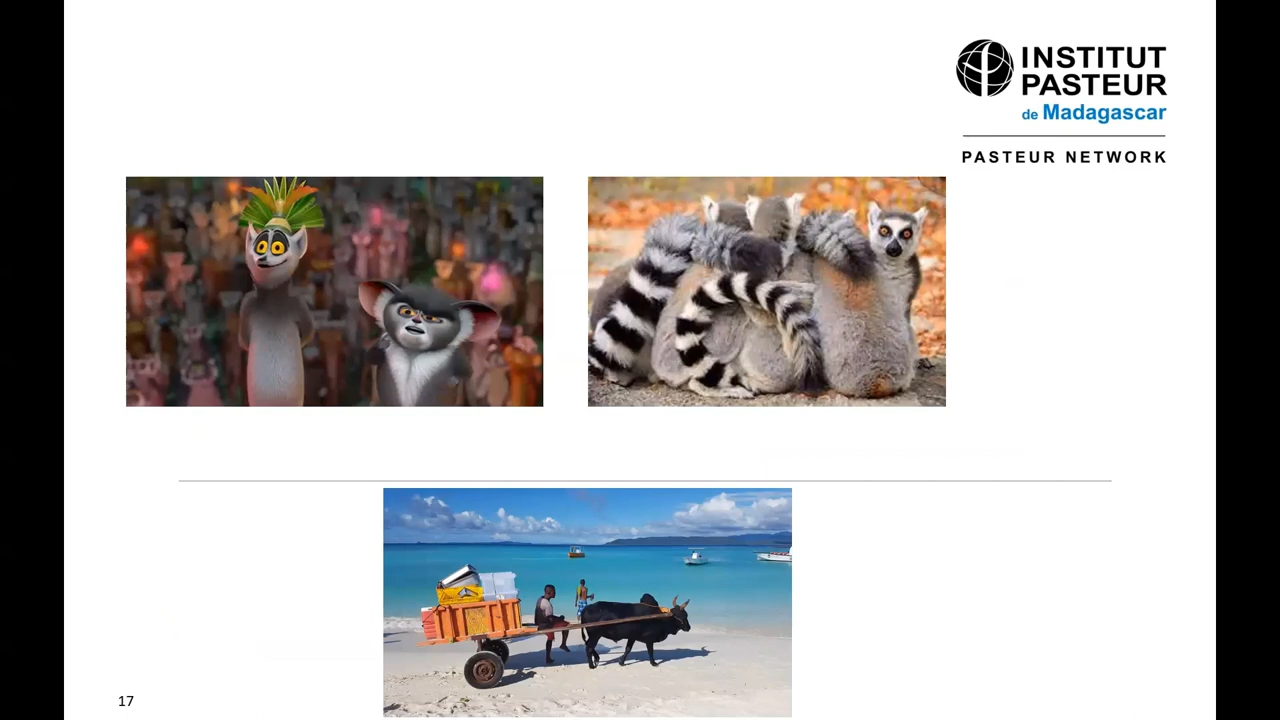 INSTITUT
PASTEUR
de Madagascar
PASTEUR NETWORK
17